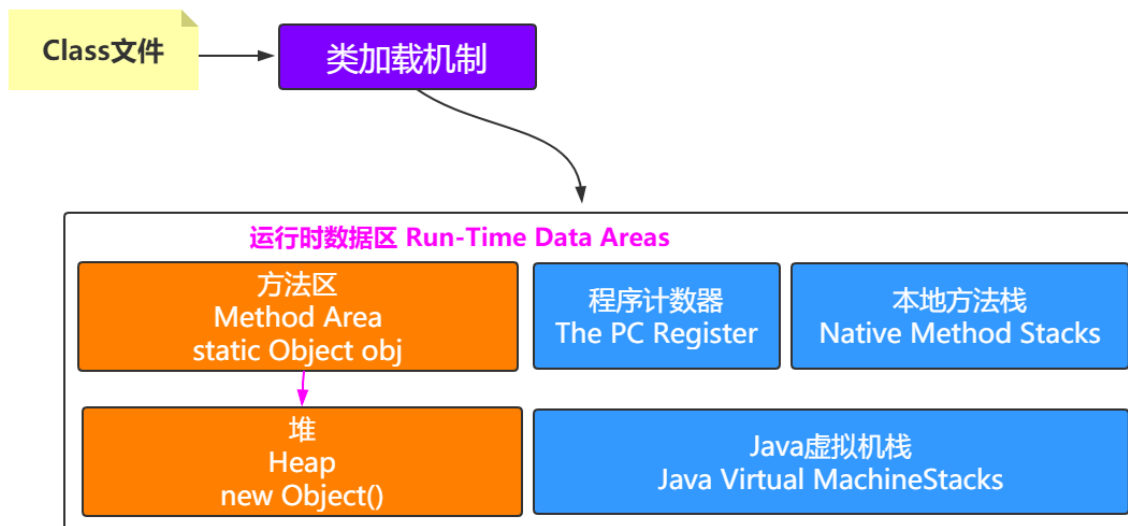 Class文件
类加载机制
运行时数据区 Run-Time Data Areas
方法区
Method Area
static Object obj
程序计数器
The PC Register
本地方法栈
Native Method Stacks
堆
Heap
new Object()
Java虚拟机栈
Java Virtual MachineStacks